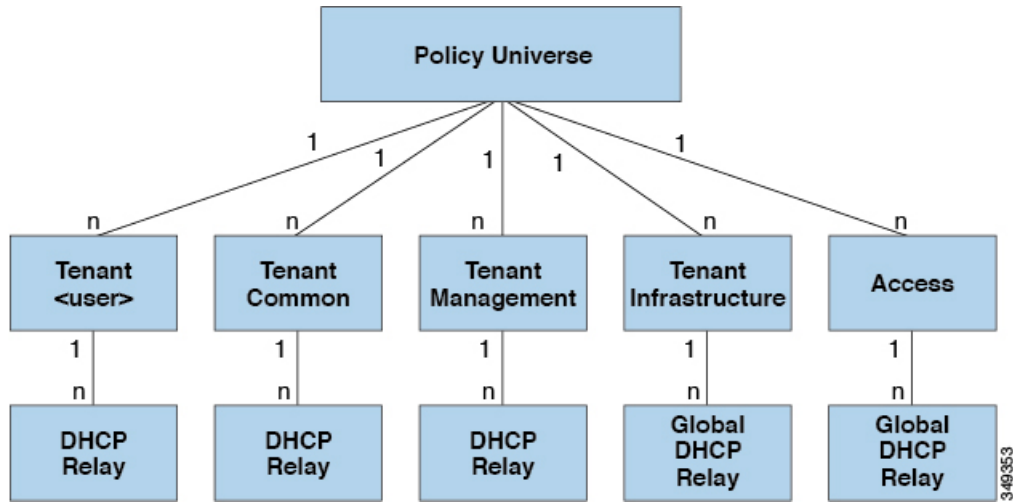 Policy Universe
1
1
1
1
1
n
n
n
n
n
Tenant
<user>
Tenant
Common
Tenant
Management
Tenant
Infrastructure
Access
1
1
1
1
1
n
n
n
n
n
DHCP
Relay
DHCP
Relay
DHCP
Relay
Global
DHCP
Relay
Global
DHCP
Relay
349353